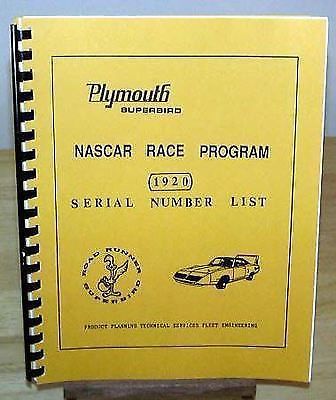 Plymouth
SUPERBIRD
NASCAR RACE PROGRAM
1920
SERIAL NUMBER LIST
ROAD RUNNER
SUPERBIRD
PRODUCT PLANNING TECHNICAL SERVICES FLEET ENGINEERING